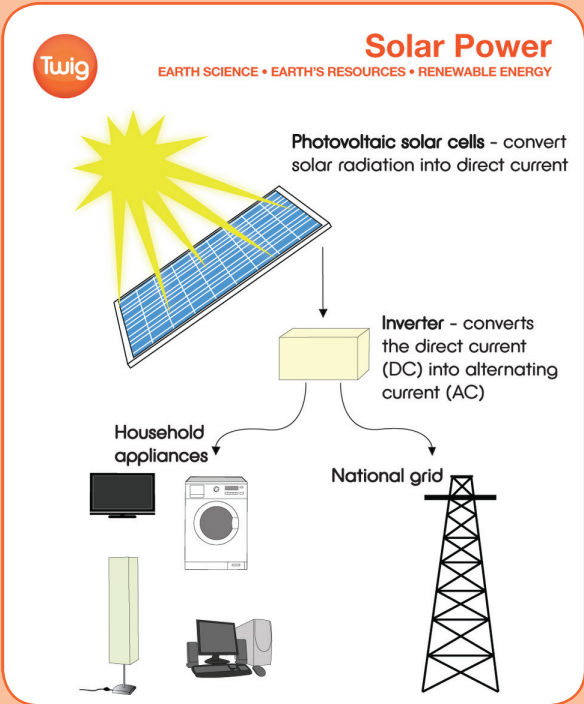 Twig
Solar Power
EARTH SCIENCE • EARTH'S RESOURCES • RENEWABLE ENERGY
Photovoltaic solar cells - convert
solar radiation into direct current
Inverter - converts
the direct current
(DC) into alternating
current (AC)
Household
appliances
National grid